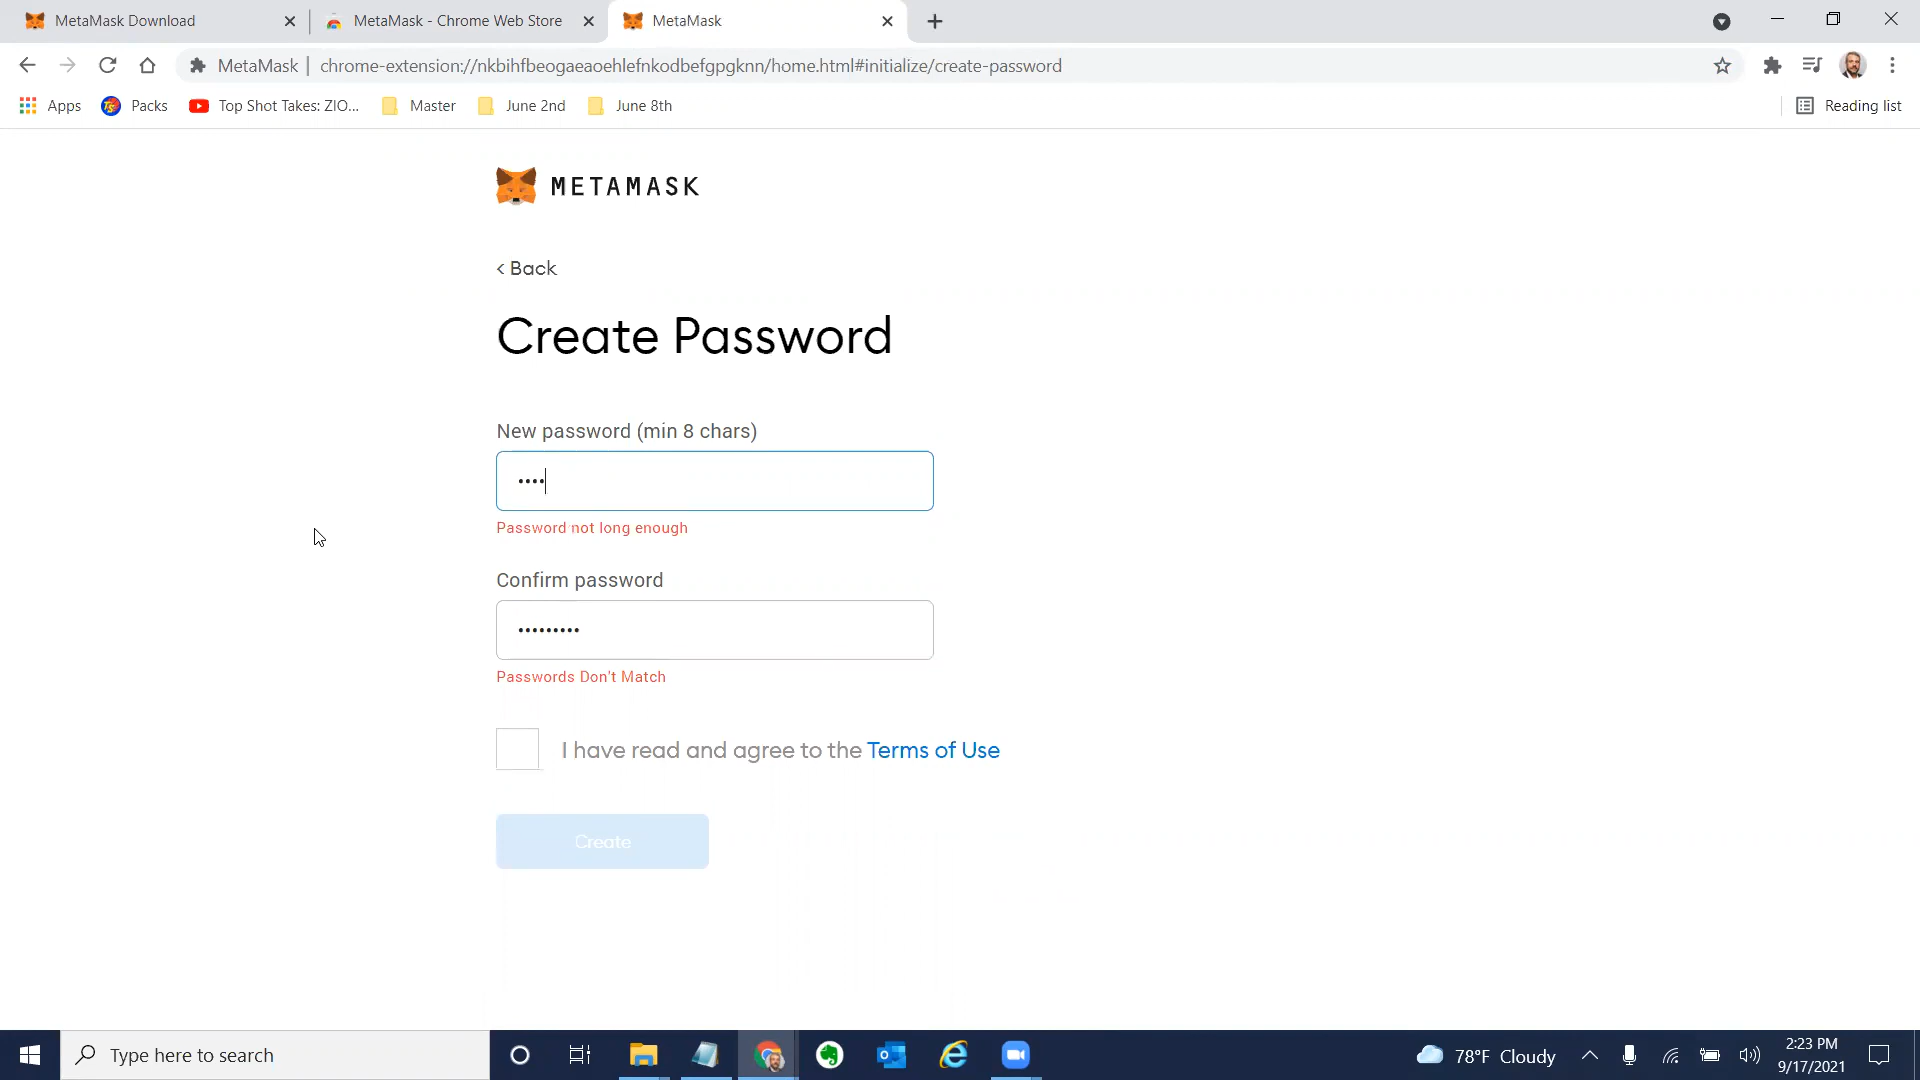 MetaMask Download
MetaMask - Chrome Web Store
MetaMask
MetaMask | chrome-extension://nkbihfbeogaeaoehlefnkodbefgpgknn/home.html#initialize/create-password
Apps
Packs
Top Shot Takes: ZIO...
Master
June 2nd
June 8th
Reading list
METAMASK
< Back
Create Password
New password (min 8 chars)
••••
Password not long enough
Confirm password
•••••••••
Passwords Don't Match
I have read and agree to the Terms of Use
Create
Type here to search
78°F Cloudy
2:23 PM
9/17/2021